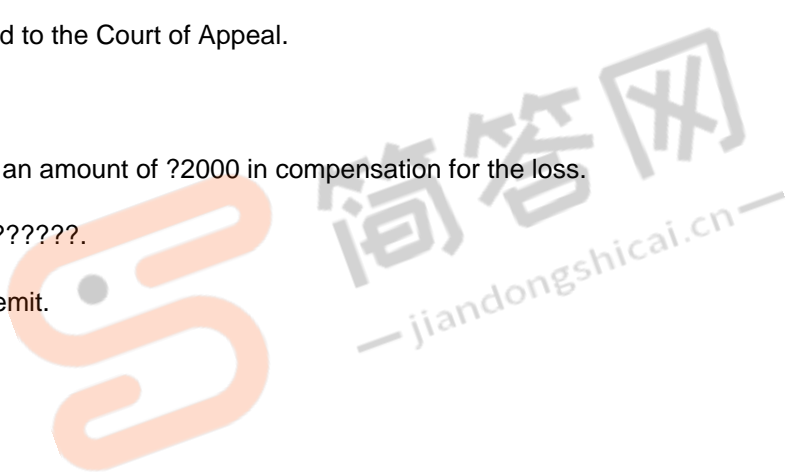 d to the Court of Appeal.
an amount of ?2000 in compensation for the loss.
??????.
emit.
简答网
jiandongshicai.cn